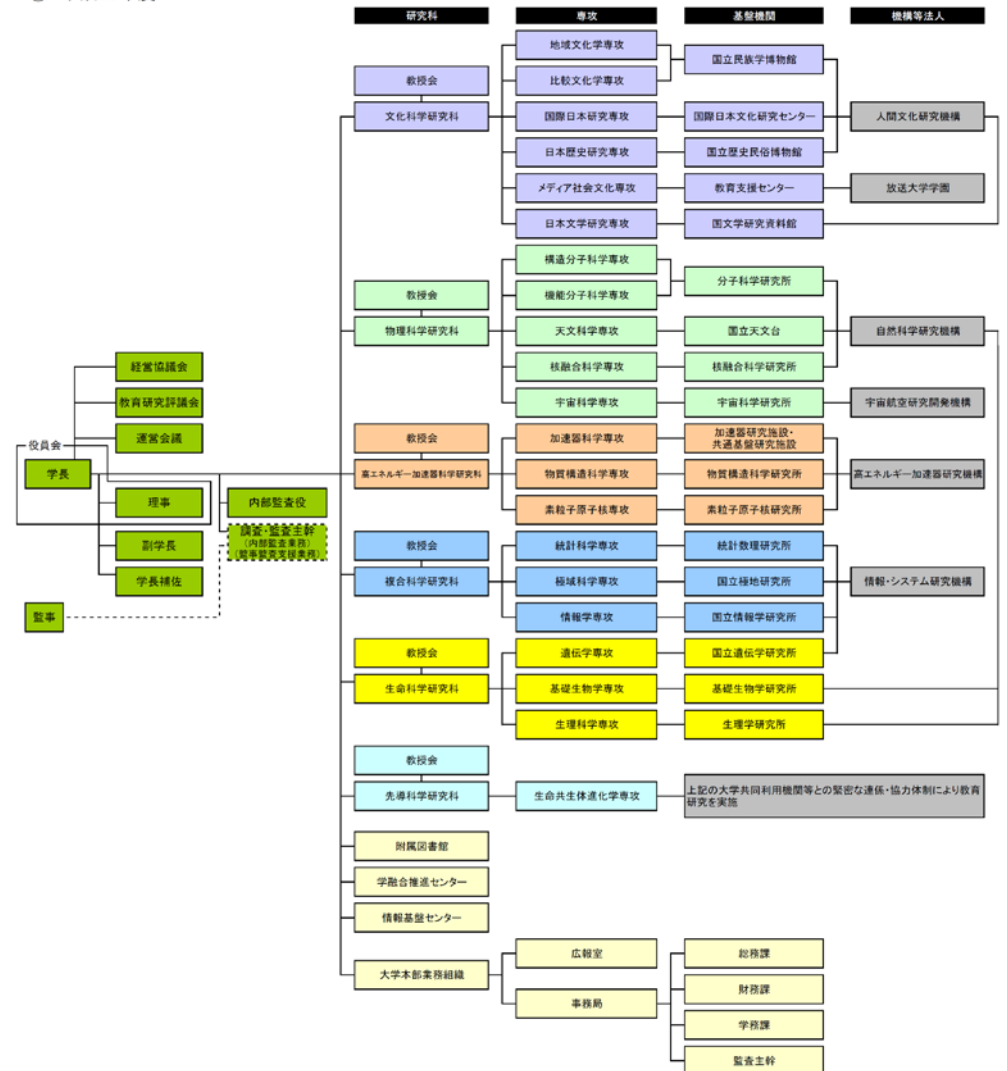 研究科
専攻
基盤機関
機構等法人
教授会
文化科学研究科
地域文化学専攻
比較文化学専攻
国際日本研究専攻
日本歴史研究専攻
メディア社会文化専攻
日本文学研究専攻
国立民族学博物館
国際日本文化研究センター
国立歴史民俗博物館
教育支援センター
国文学研究資料館
人間文化研究機構
放送大学学園
教授会
物理科学研究科
構造分子科学専攻
機能分子科学専攻
天文科学専攻
核融合科学専攻
宇宙科学専攻
分子科学研究所
国立天文台
核融合科学研究所
宇宙科学研究所
自然科学研究機構
宇宙航空研究開発機構
経営協議会
教育研究評議会
運営会議
役員会
学長
理事
副学長
学長補佐
監事
内部監査役
調査・監査主幹
(内部監査業務)
(監事監査支援業務)
教授会
高エネルギー加速器科学研究科
加速器科学専攻
物質構造科学専攻
素粒子原子核専攻
加速器研究施設・
共通基盤研究施設
物質構造科学研究所
素粒子原子核研究所
高エネルギー加速器研究機構
教授会
複合科学研究科
統計科学専攻
極域科学専攻
情報学専攻
統計数理研究所
国立極地研究所
国立情報学研究所
情報・システム研究機構
教授会
生命科学研究科
遺伝学専攻
基礎生物学専攻
生理科学専攻
国立遺伝学研究所
基礎生物学研究所
生理学研究所
教授会
先導科学研究科
生命共生体進化学専攻
上記の大学共同利用機関等との緊密な連係・協力体制により教育
研究を実施
附属図書館
学融合推進センター
情報基盤センター
大学本部業務組織
広報室
事務局
総務課
財務課
学務課
監査主幹